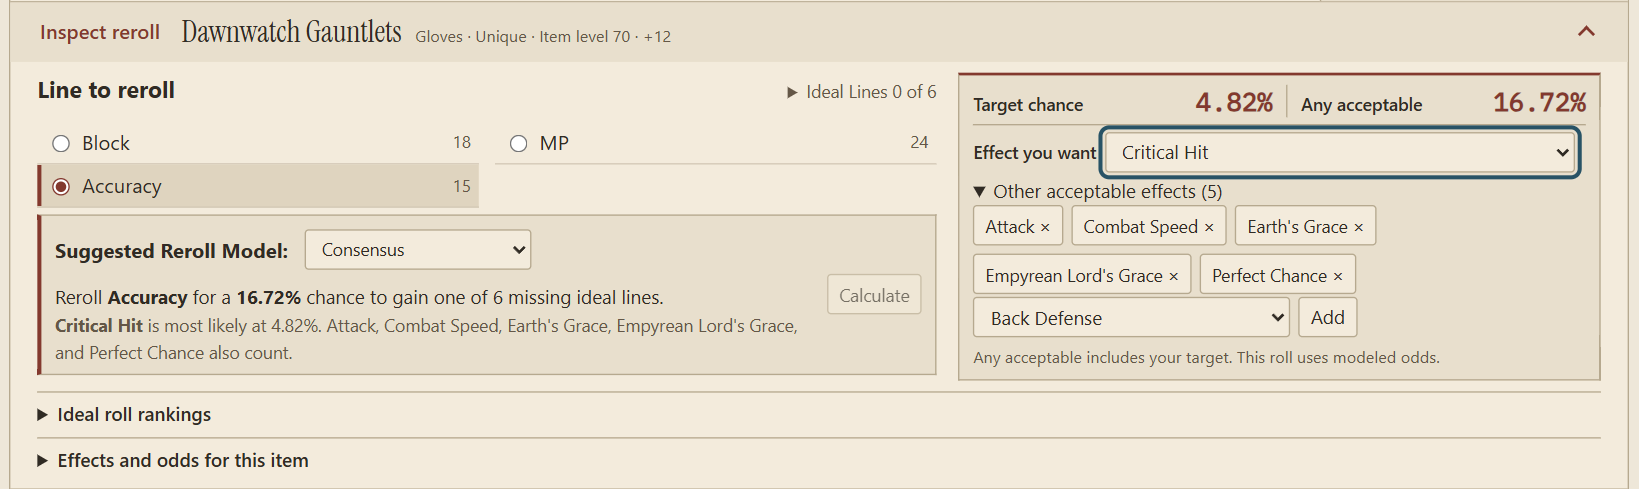 Inspect reroll Dawnwatch Gauntlets Gloves · Unique · Item level 70 · +12
Line to reroll
▶ Ideal Lines 0 of 6
Block 18
MP 24
Accuracy 15
Suggested Reroll Model: Consensus
Reroll Accuracy for a 16.72% chance to gain one of 6 missing ideal lines.
Critical Hit is most likely at 4.82%. Attack, Combat Speed, Earth's Grace, Empyrean Lord's Grace,
and Perfect Chance also count.
Calculate
Target chance 4.82% Any acceptable 16.72%
Effect you want Critical Hit
▼ Other acceptable effects (5)
Attack × Combat Speed × Earth's Grace ×
Empyrean Lord's Grace × Perfect Chance ×
Back Defense Add
Any acceptable includes your target. This roll uses modeled odds.
▶ Ideal roll rankings
▶ Effects and odds for this item